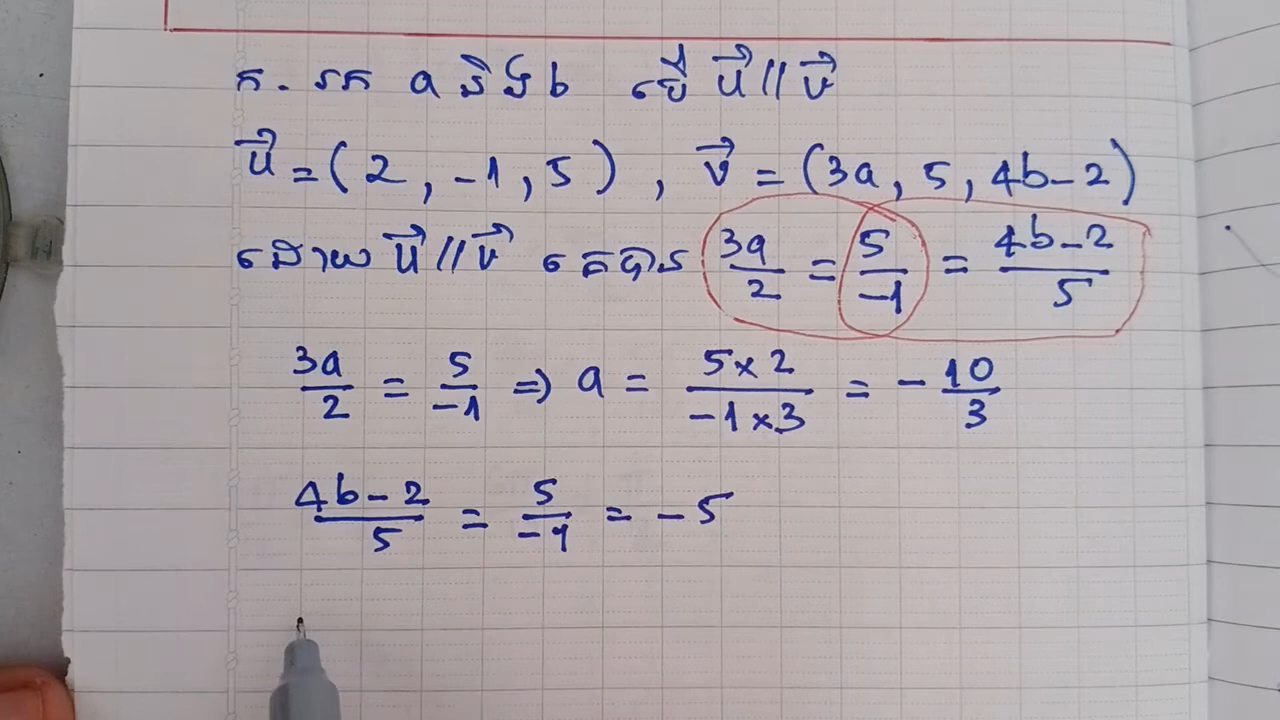 ក. រក a និង b បើ u⃗ // v⃗
u⃗ = (2, -1, 5), v⃗ = (3a, 5, 4b-2)
ដោយ u⃗ // v⃗ គេបាន 3a/2 = 5/-1 = 4b-2/5
3a/2 = 5/-1 ⇒ a = 5×2/-1×3 = -10/3
4b-2/5 = 5/-1 = -5